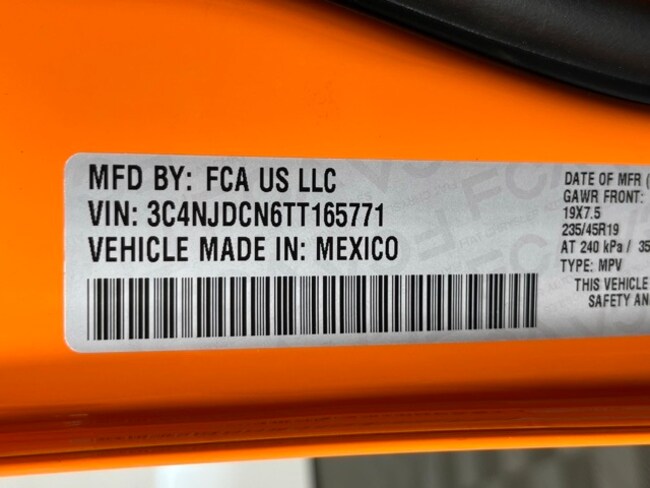 MFD BY: FCA US LLC
VIN: 3C4NJDCN6TT165771
VEHICLE MADE IN: MEXICO
DATE OF MFR (
GAWR FRONT:
19X7.5
235/45R19
AT 240 kPa / 35
TYPE: MPV
THIS VEHICLE
SAFETY AN